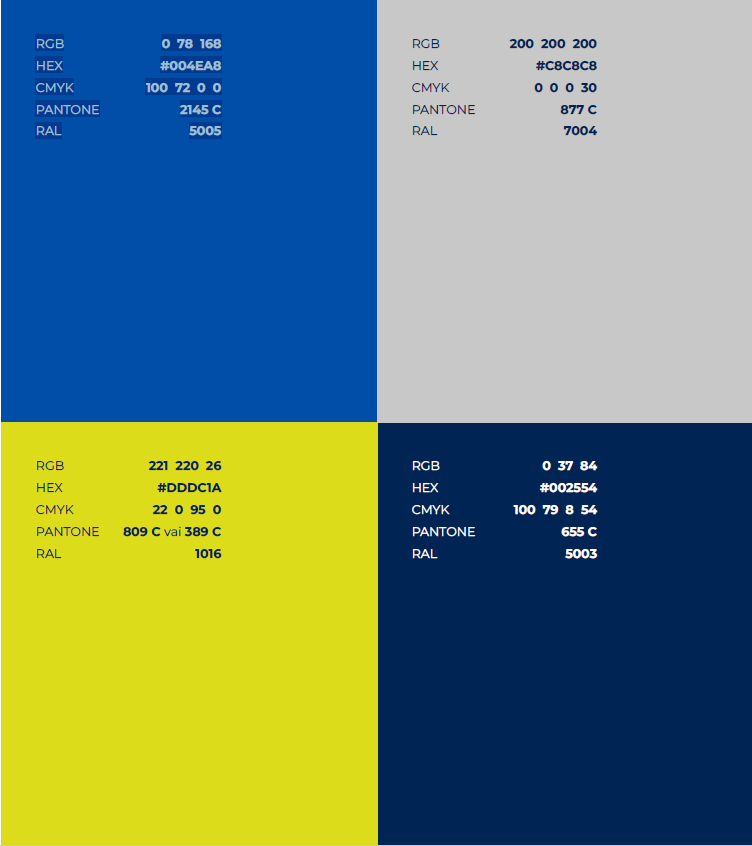 RGB 0 78 168
HEX #004EA8
CMYK 100 72 0 0
PANTONE 2145 C
RAL 5005
RGB 200 200 200
HEX #C8C8C8
CMYK 0 0 0 30
PANTONE 877 C
RAL 7004
RGB 221 220 26
HEX #DDDC1A
CMYK 22 0 95 0
PANTONE 809 C vai 389 C
RAL 1016
RGB 0 37 84
HEX #002554
CMYK 100 79 8 54
PANTONE 655 C
RAL 5003